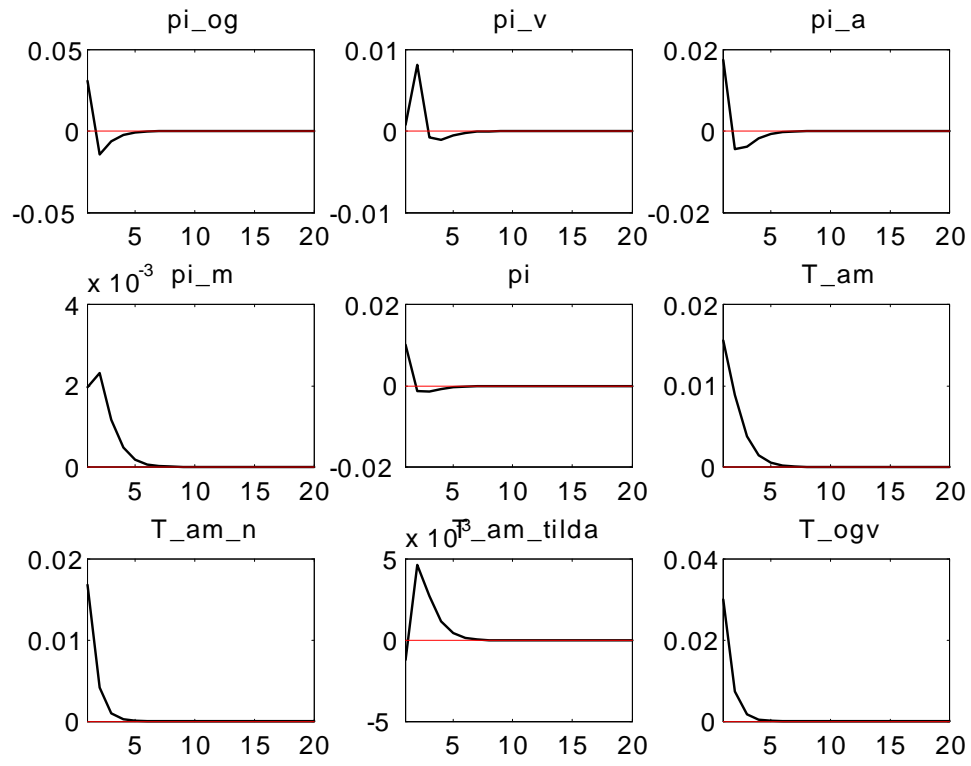 pi_og pi_v pi_a
0.05 0.01 0.02
0 0 0
-0.05 -0.01 -0.02
5 10 15 20 5 10 15 20 5 10 15 20
x 10-3 pi_m pi T_am
4 0.02 0.02
2 0 0.01
0 -0.02 0
5 10 15 20 5 10 15 20 5 10 15 20
T_am_n x 10-3 T_am_tilda T_ogv
0.02 5 0.04
0.01 0 0.02
0 -5 0
5 10 15 20 5 10 15 20 5 10 15 20